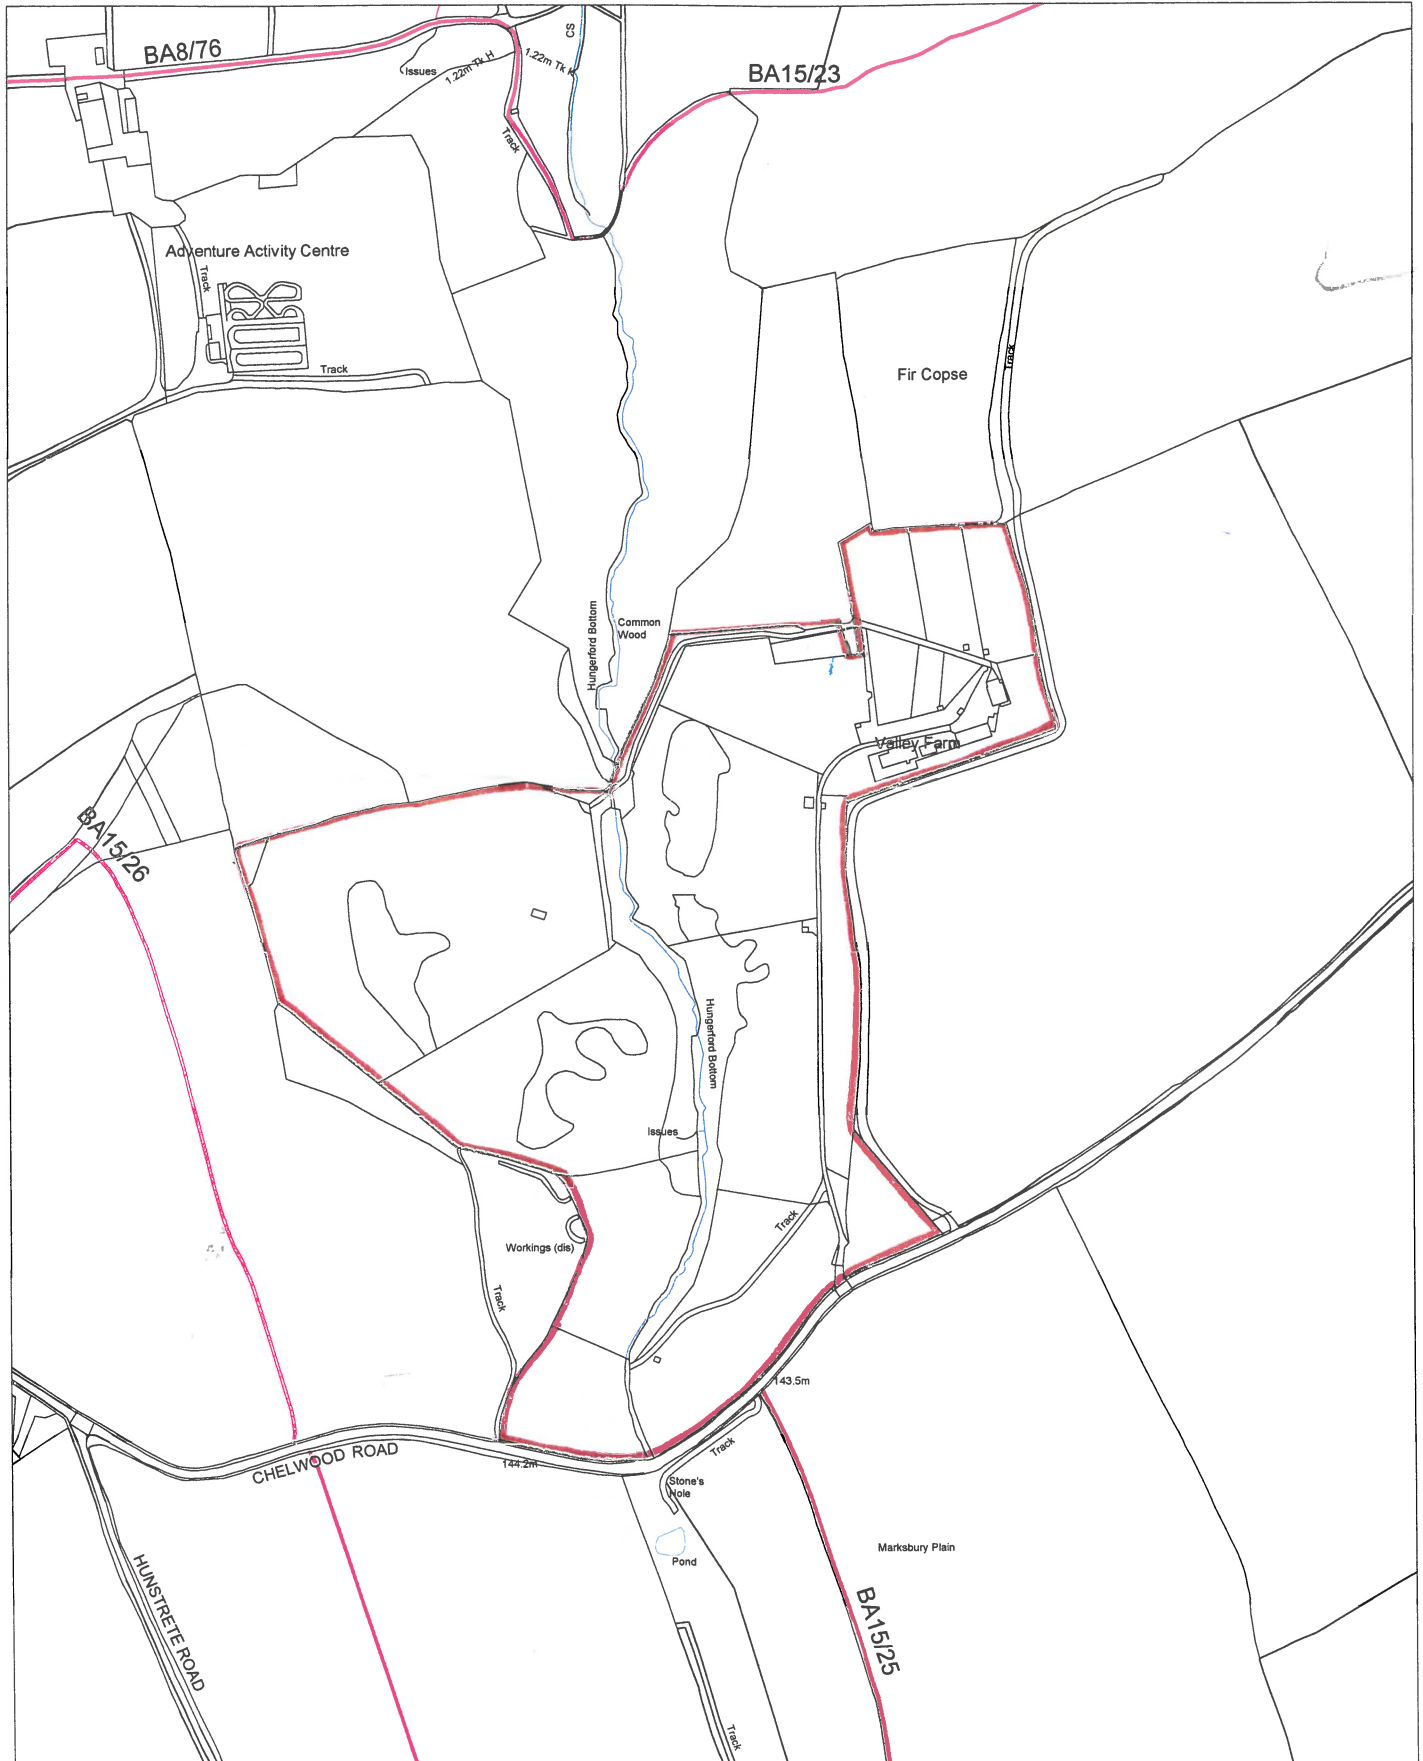 BA8/76
Issues
1.22m Tk H
1.22m Tk H
CS
BA15/23
Track
Adventure Activity Centre
Track
Track
Fir Copse
Track
Hungerford Bottom
Common
Wood
Valley Farm
BA15/26
Hungerford Bottom
Issues
Workings (dis)
Track
Track
143.5m
CHELWOOD ROAD
144.2m
Track
Stone's
Hole
Pond
Marksbury Plain
HUNSTRETE ROAD
BA15/25
Track